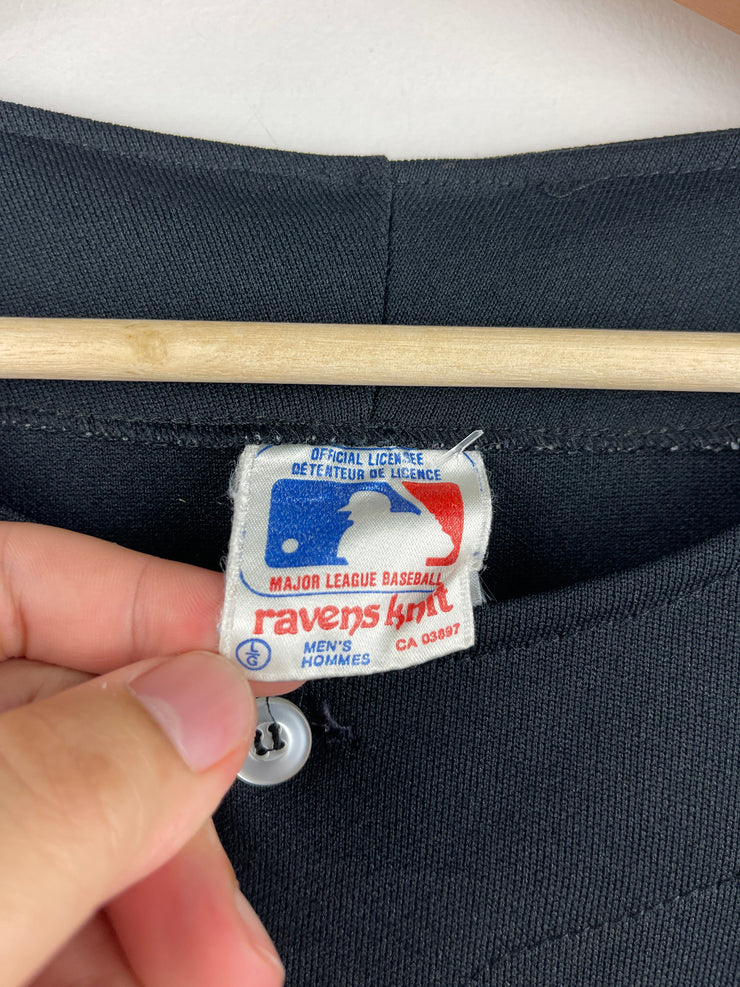 OFFICIAL LICENSEE
DÉTENTEUR DE LICENCE
MAJOR LEAGUE BASEBALL
ravens knit
L/G MEN'S CA 03897
HOMMES